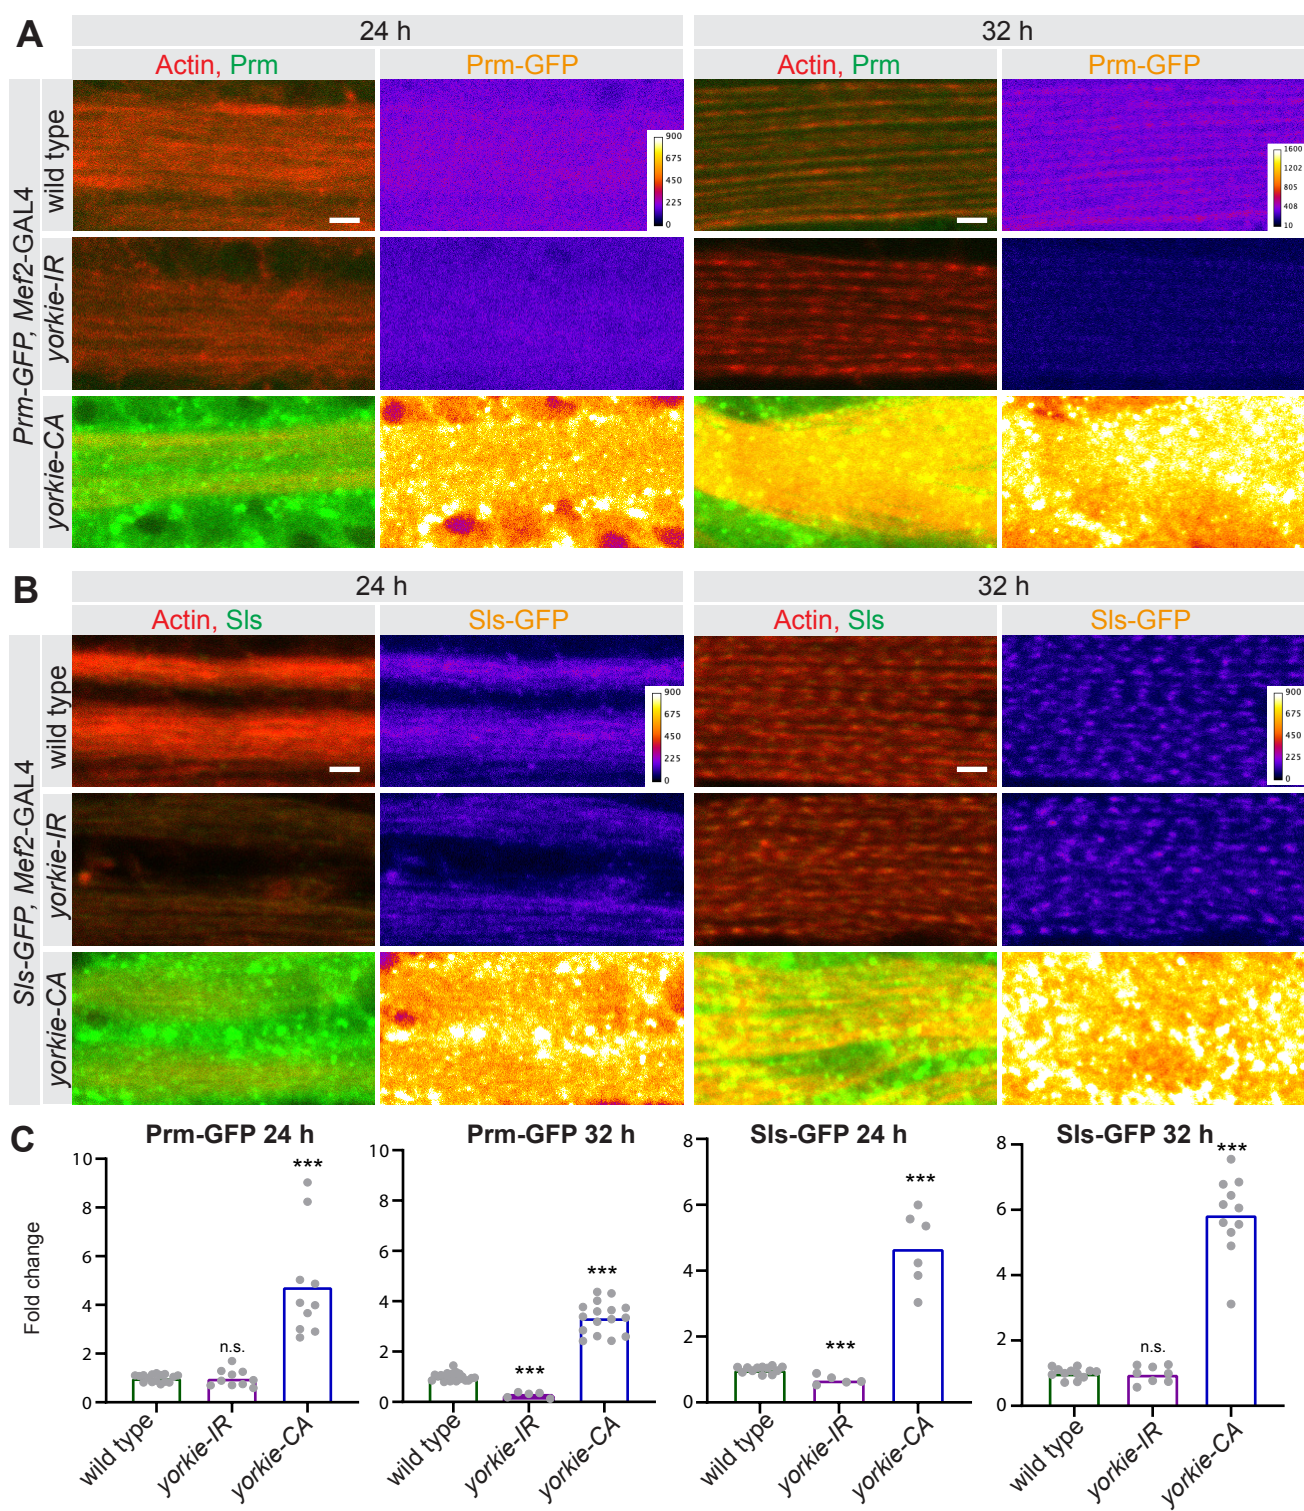 A
24 h
32 h
Actin, Prm
Prm-GFP
Actin, Prm
Prm-GFP
Prm-GFP, Mef2-GAL4
wild type
yorkie-IR
yorkie-CA
900
675
450
225
0
1600
1202
805
408
10
B
24 h
32 h
Actin, Sls
Sls-GFP
Actin, Sls
Sls-GFP
Sls-GFP, Mef2-GAL4
wild type
yorkie-IR
yorkie-CA
900
675
450
225
0
900
675
450
225
0
C
Prm-GFP 24 h
Prm-GFP 32 h
Sls-GFP 24 h
Sls-GFP 32 h
Fold change
10
8
6
4
2
0
n.s.
***
wild type
yorkie-IR
yorkie-CA
10
8
6
4
2
0
***
***
wild type
yorkie-IR
yorkie-CA
8
6
4
2
0
***
***
wild type
yorkie-IR
yorkie-CA
8
6
4
2
0
n.s.
***
wild type
yorkie-IR
yorkie-CA